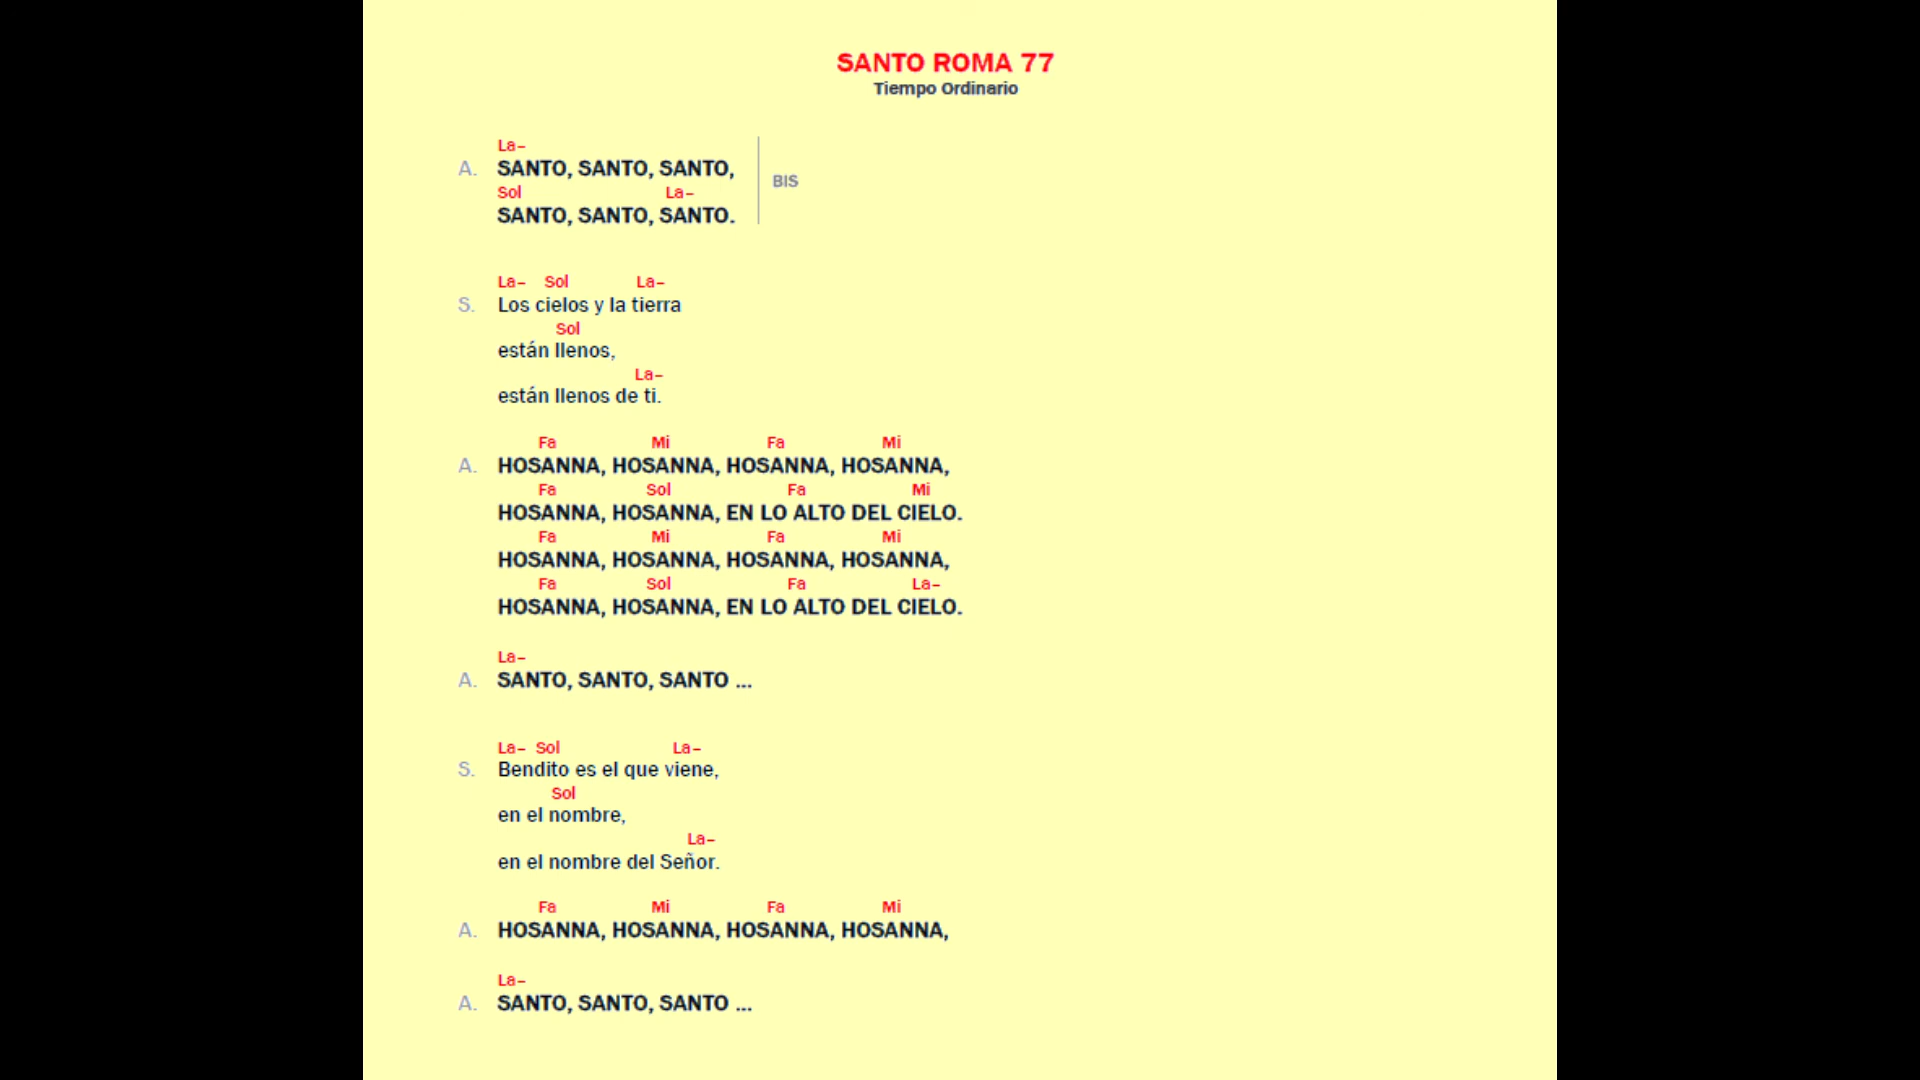 SANTO ROMA 77
Tiempo Ordinario
La-
A. SANTO, SANTO, SANTO,
BIS
Sol La-
SANTO, SANTO, SANTO.
La- Sol La-
S. Los cielos y la tierra
Sol
están llenos,
La-
están llenos de ti.
Fa Mi Fa Mi
A. HOSANNA, HOSANNA, HOSANNA, HOSANNA,
Fa Sol Fa Mi
HOSANNA, HOSANNA, EN LO ALTO DEL CIELO.
Fa Mi Fa Mi
HOSANNA, HOSANNA, HOSANNA, HOSANNA,
Fa Sol Fa La-
HOSANNA, HOSANNA, EN LO ALTO DEL CIELO.
La-
A. SANTO, SANTO, SANTO ...
La- Sol La-
S. Bendito es el que viene,
Sol
en el nombre,
La-
en el nombre del Señor.
Fa Mi Fa Mi
A. HOSANNA, HOSANNA, HOSANNA, HOSANNA,
La-
A. SANTO, SANTO, SANTO ...